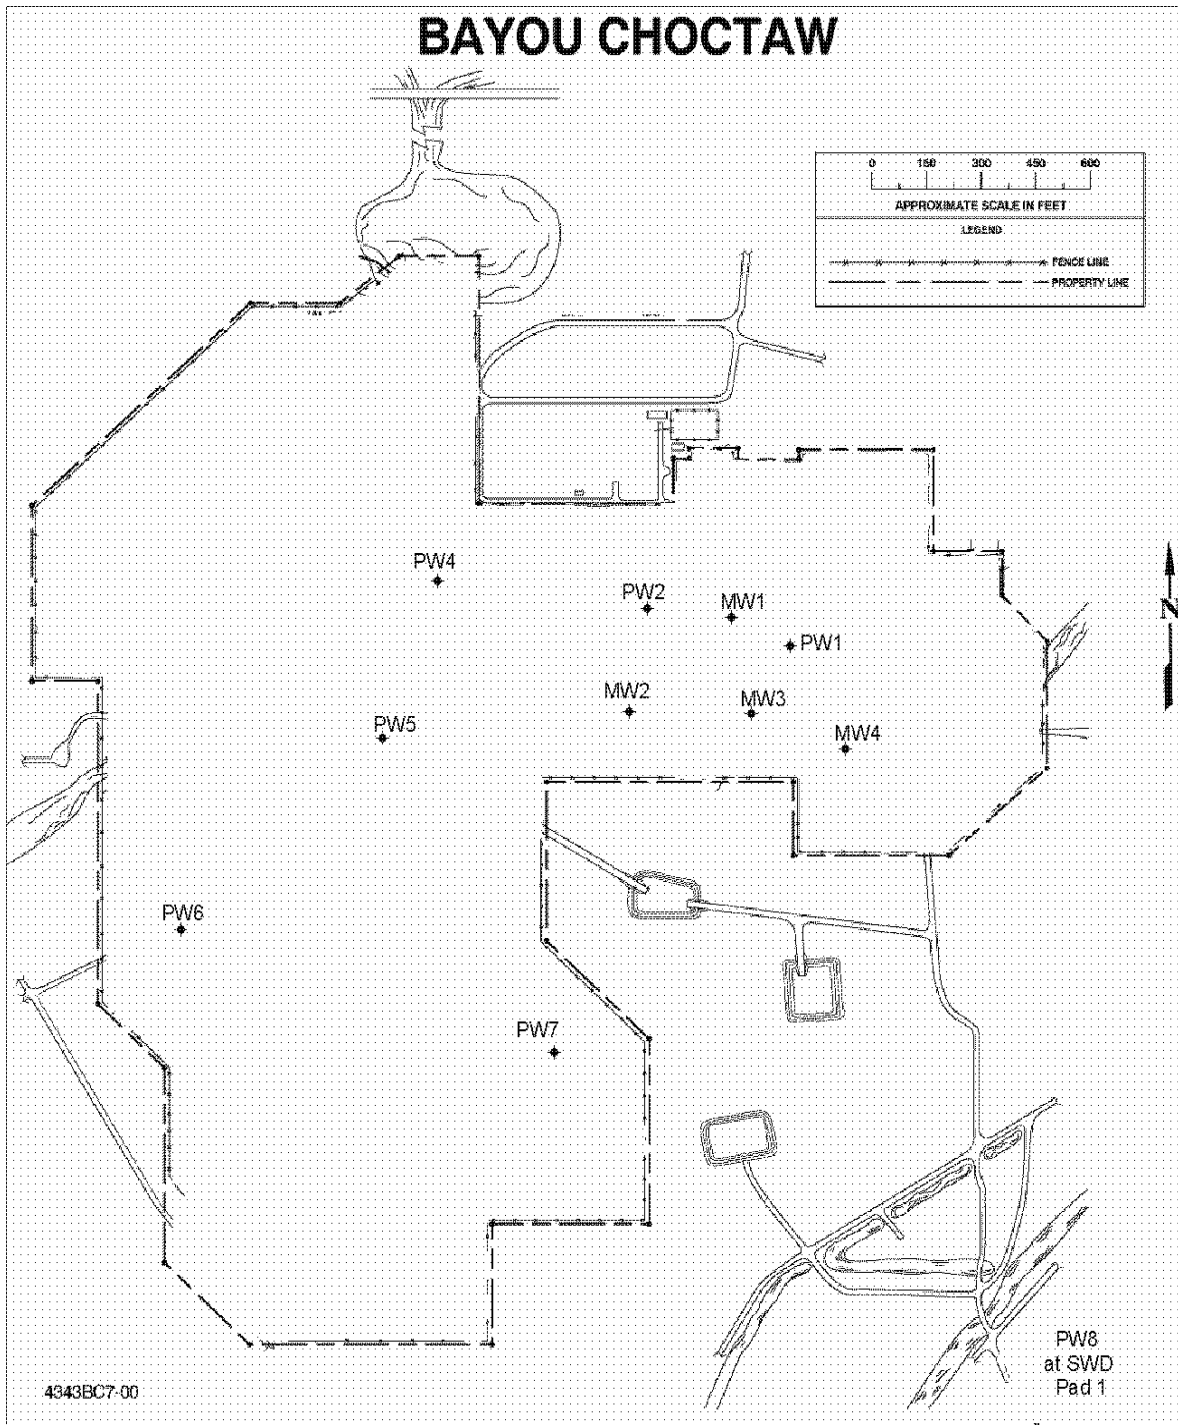 BAYOU CHOCTAW
0 150 300 450 600
APPROXIMATE SCALE IN FEET
LEGEND
FENCE LINE
PROPERTY LINE
PW4
PW2
MW1
N
PW1
MW2
MW3
PW5
MW4
PW6
PW7
PW8
at SWD
Pad 1
4343BC7-00